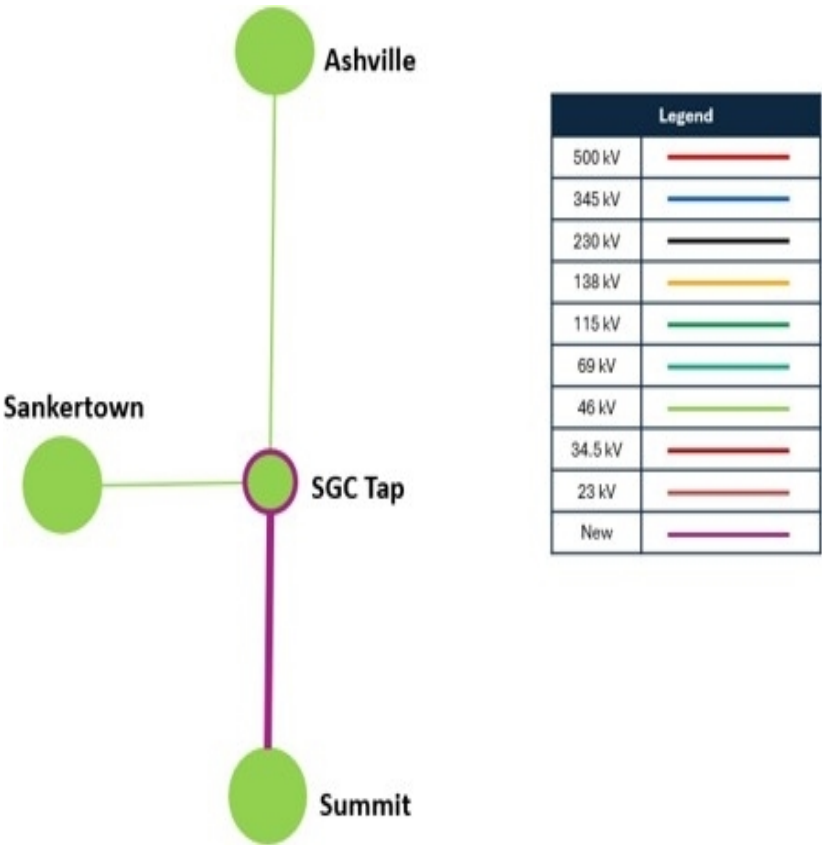 Ashville
Legend
500 kV
345 kV
230 kV
138 kV
115 kV
69 kV
46 kV
34.5 kV
23 kV
New
Sankertown
SGC Tap
Summit